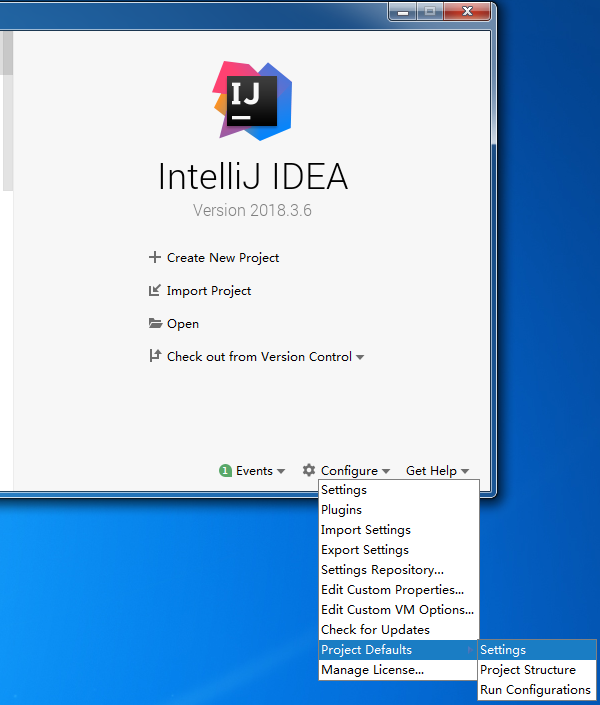 IJ
IntelliJ IDEA
Version 2018.3.6
Create New Project
Import Project
Open
Check out from Version Control
1 Events Configure Get Help
Settings
Plugins
Import Settings
Export Settings
Settings Repository...
Edit Custom Properties...
Edit Custom VM Options...
Check for Updates
Project Defaults
Manage License...
Settings
Project Structure
Run Configurations